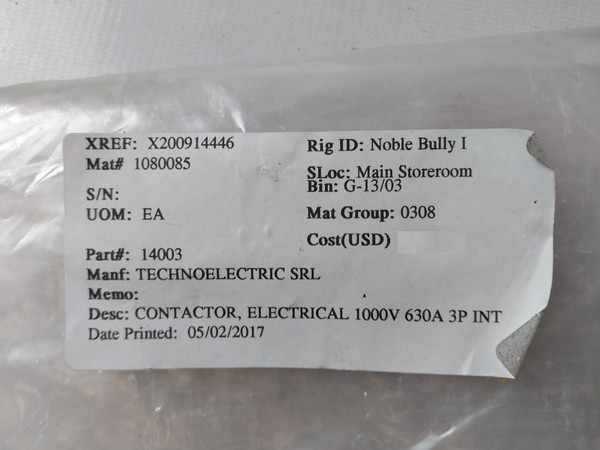 XREF: X200914446
Mat# 1080085
S/N:
UOM: EA
Part#: 14003
Manf: TECHNOELECTRIC SRL
Memo:
Desc: CONTACTOR, ELECTRICAL 1000V 630A 3P INT
Date Printed: 05/02/2017
Rig ID: Noble Bully I
SLoc: Main Storeroom
Bin: G-13/03
Mat Group: 0308
Cost(USD)